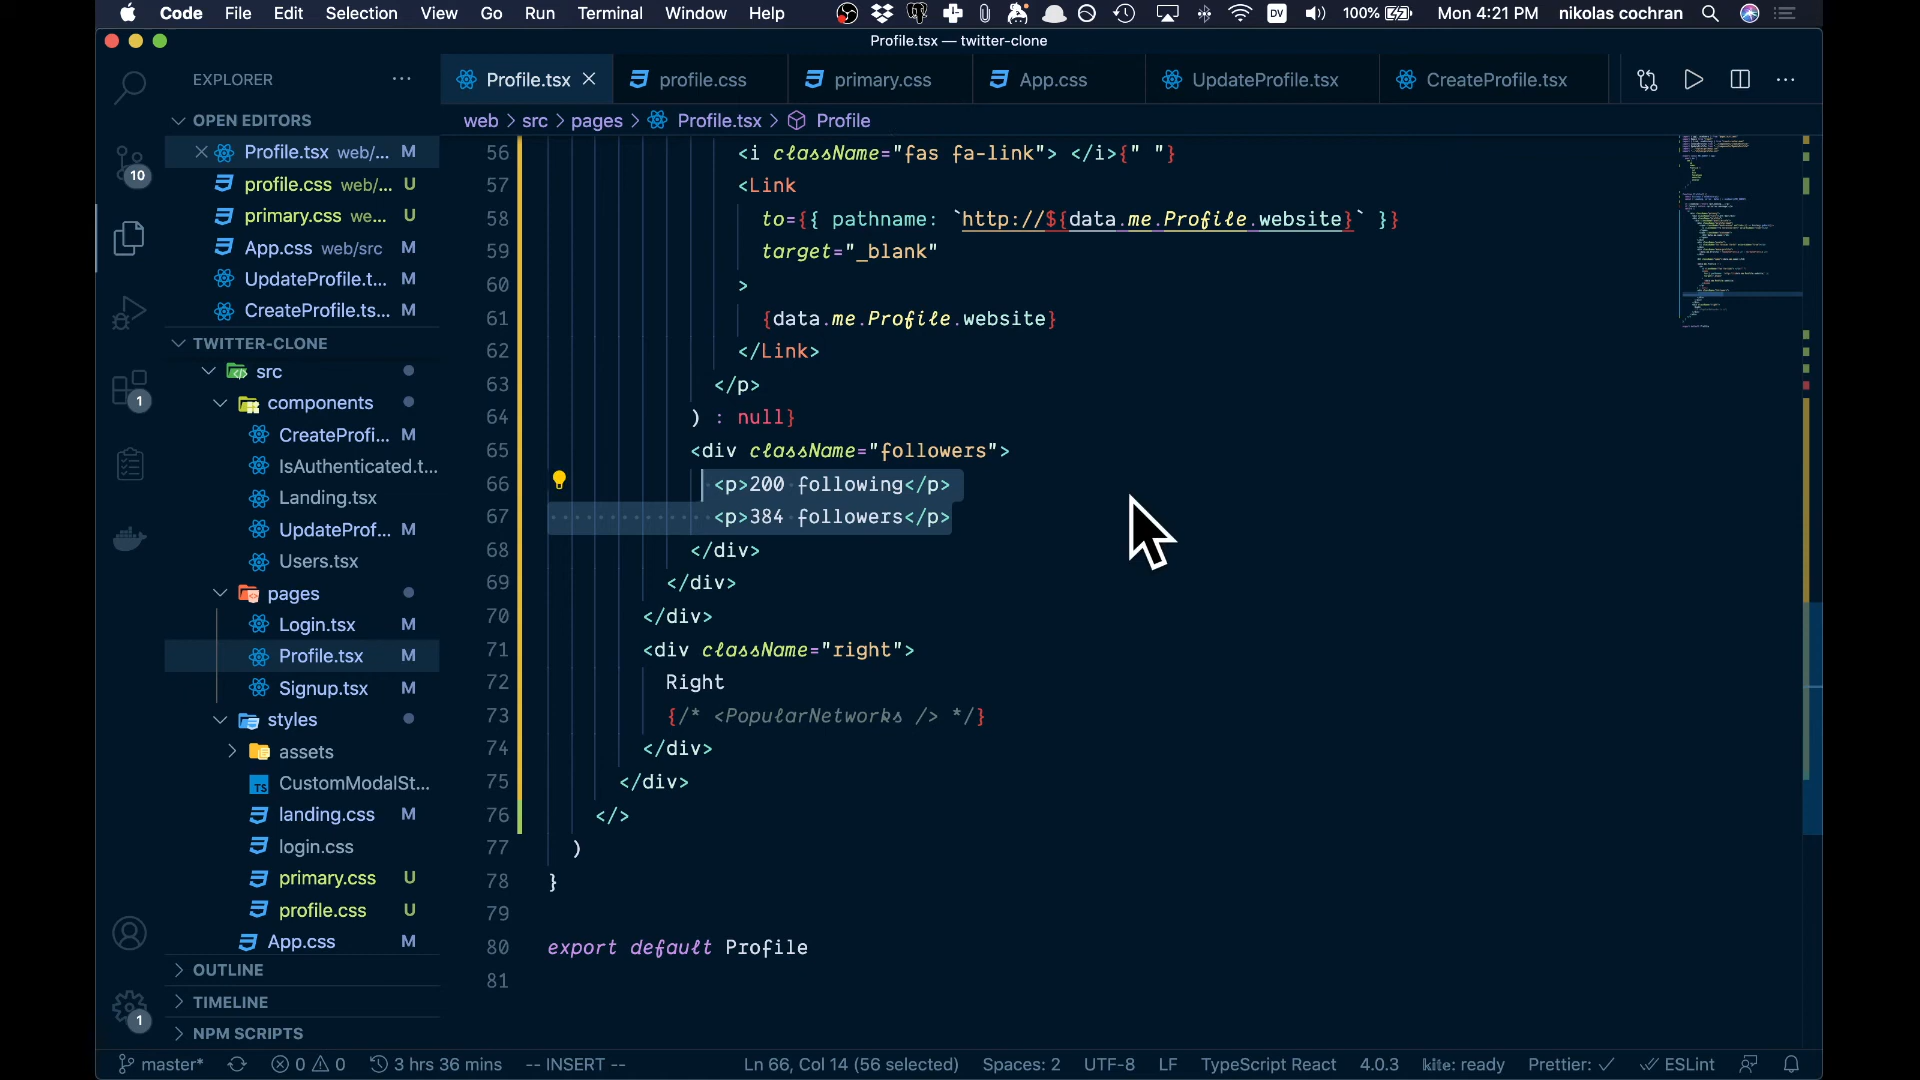 Code File Edit Selection View Go Run Terminal Window Help DV 100% Mon 4:21 PM nikolas cochran
Profile.tsx — twitter-clone
EXPLORER
Profile.tsx profile.css primary.css App.css UpdateProfile.tsx CreateProfile.tsx
OPEN EDITORS
web > src > pages > Profile.tsx > Profile
Profile.tsx web/... M
profile.css web/... U
primary.css we... U
App.css web/src M
UpdateProfile.t... M
CreateProfile.ts... M
TWITTER-CLONE
src
components
CreateProfi... M
IsAuthenticated.t...
Landing.tsx
UpdateProf... M
Users.tsx
pages
Login.tsx M
Profile.tsx M
Signup.tsx M
styles
assets
TS CustomModalSt...
landing.css M
login.css
primary.css U
profile.css U
App.css M
OUTLINE
TIMELINE
NPM SCRIPTS
10
1
1
56 <i className="fas fa-link"> </i>{" "}
57 <Link
58 to={{ pathname: `http://${data.me.Profile.website}` }}
59 target="_blank"
60 >
61 {data.me.Profile.website}
62 </Link>
63 </p>
64 ) : null}
65 <div className="followers">
66 <p>200 following</p>
67 <p>384 followers</p>
68 </div>
69 </div>
70 </div>
71 <div className="right">
72 Right
73 {/* <PopularNetworks /> */}
74 </div>
75 </div>
76 </>
77 )
78 }
79
80 export default Profile
81
master* 0 0 3 hrs 36 mins -- INSERT -- Ln 66, Col 14 (56 selected) Spaces: 2 UTF-8 LF TypeScript React 4.0.3 kite: ready Prettier: ✓ ESLint